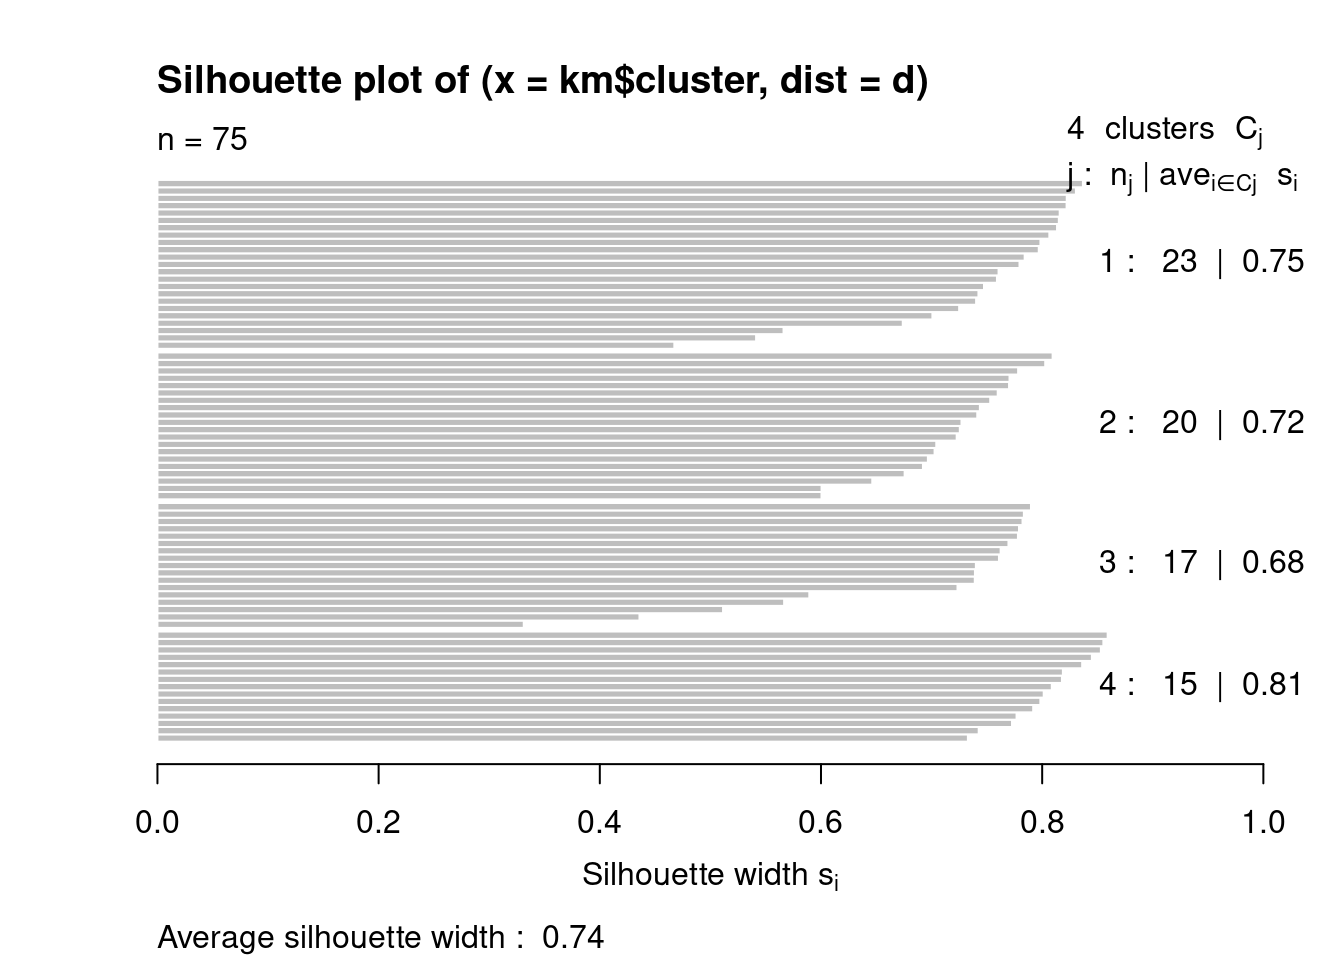 Silhouette plot of (x = km$cluster, dist = d)
n = 75
4 clusters Cj
j : nj | avei∈Cj si
1 : 23 | 0.75
2 : 20 | 0.72
3 : 17 | 0.68
4 : 15 | 0.81
0.0 0.2 0.4 0.6 0.8 1.0
Silhouette width si
Average silhouette width : 0.74